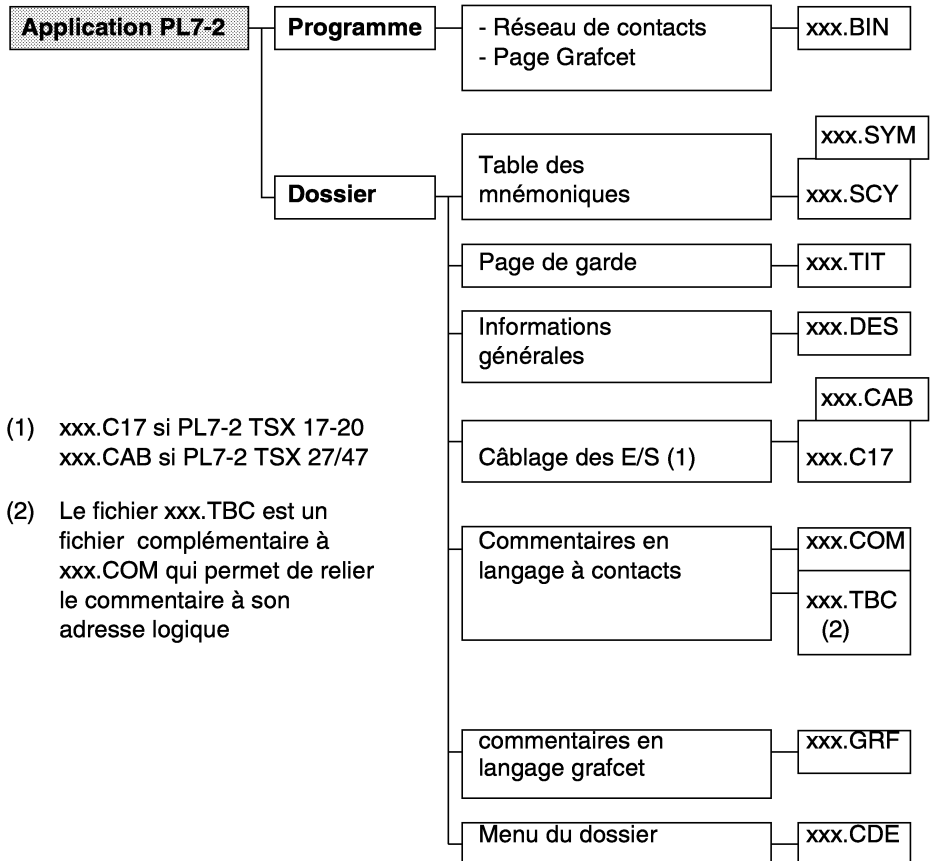 Application PL7-2
Programme
- Réseau de contacts
- Page Grafcet
xxx.BIN
Dossier
Table des
mnémoniques
xxx.SYM
xxx.SCY
Page de garde
xxx.TIT
Informations
générales
xxx.DES
Câblage des E/S (1)
xxx.CAB
xxx.C17
Commentaires en
langage à contacts
xxx.COM
xxx.TBC
(2)
commentaires en
langage grafcet
xxx.GRF
Menu du dossier
xxx.CDE
(1) xxx.C17 si PL7-2 TSX 17-20
xxx.CAB si PL7-2 TSX 27/47
(2) Le fichier xxx.TBC est un
fichier complémentaire à
xxx.COM qui permet de relier
le commentaire à son
adresse logique